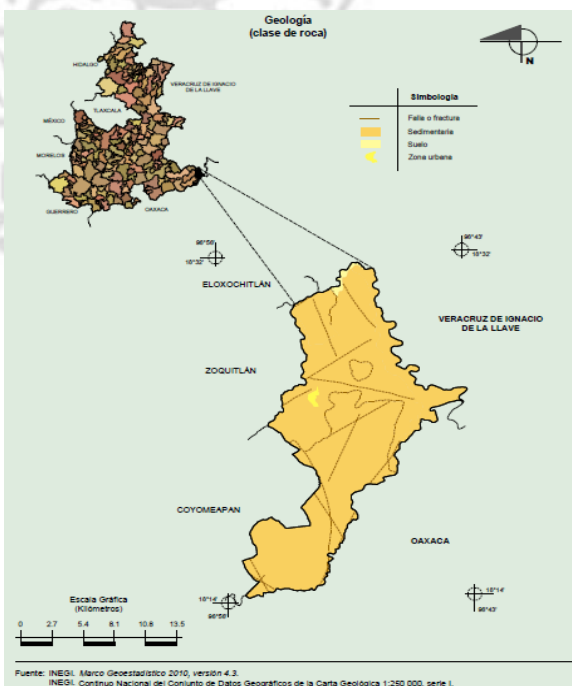 Geología
(clase de roca)
N
HIDALGO
VERACRUZ DE IGNACIO
DE LA LLAVE
TLAXCALA
MÉXICO
MORELOS
GUERRERO
OAXACA
Simbología
Falla o fractura
Sedimentaria
Suelo
Zona urbana
96°56'
18°32'
96°43'
18°32'
ELOXOCHITLÁN
VERACRUZ DE IGNACIO
DE LA LLAVE
ZOQUITLÁN
COYOMEAPAN
OAXACA
18°14'
96°56'
18°14'
96°43'
Escala Gráfica
(Kilómetros)
0 2.7 5.4 8.1 10.8 13.5
Fuente: INEGI. Marco Geoestadístico 2010, versión 4.3.
INEGI. Continuo Nacional del Conjunto de Datos Geográficos de la Carta Geológica 1:250 000, serie I.